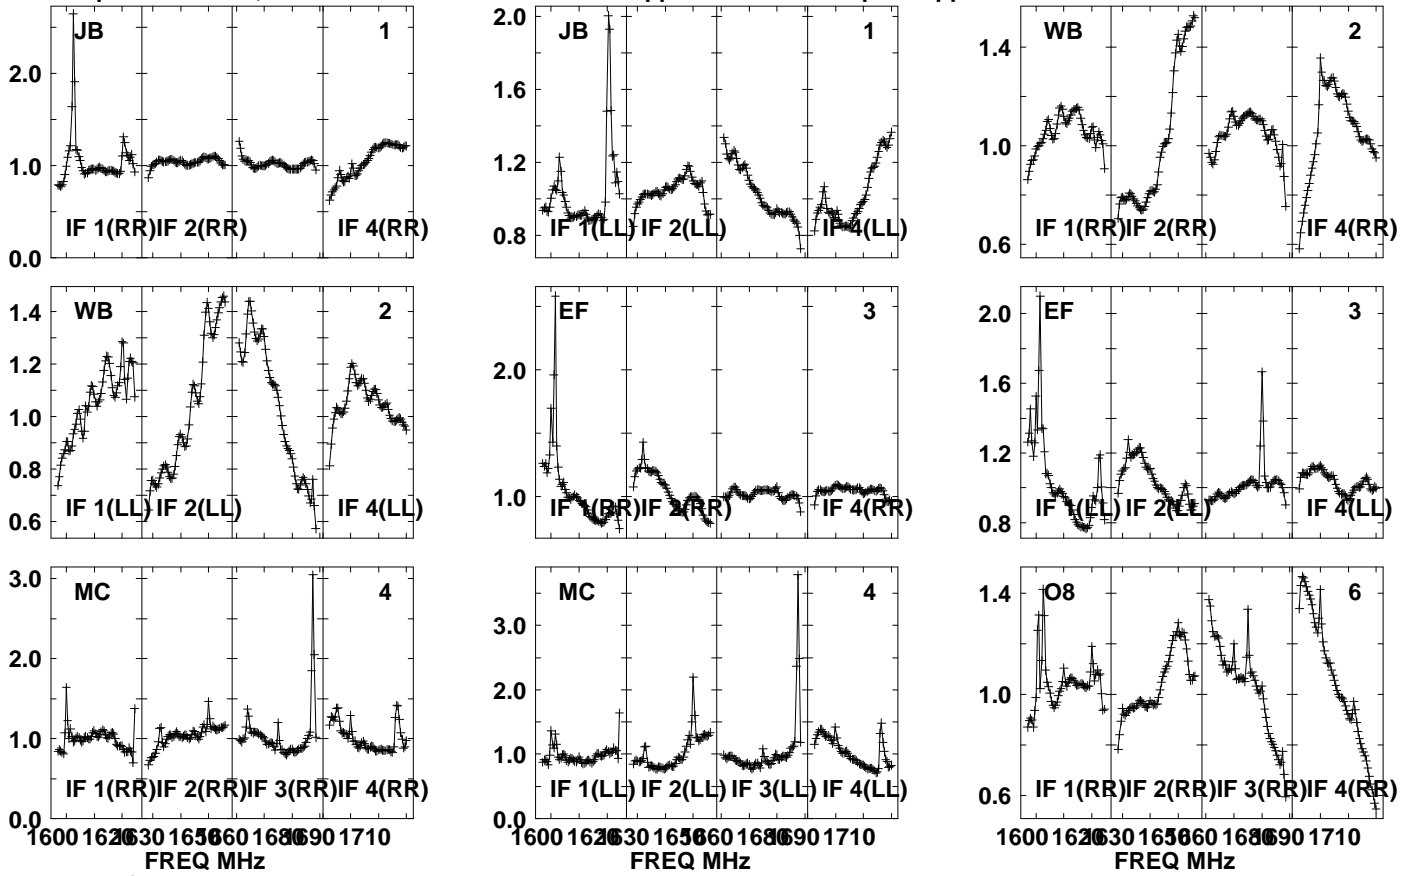 JB 1
2.0
1.0
0.0
IF 1(RR) IF 2(RR) IF 4(RR)
JB 1
2.0
1.6
1.2
0.8
IF 1(LL) IF 2(LL) IF 4(LL)
WB 2
1.4
1.0
0.6
IF 1(RR) IF 2(RR) IF 4(RR)
WB 2
1.4
1.2
1.0
0.8
0.6
IF 1(LL) IF 2(LL) IF 4(LL)
EF 3
2.0
1.0
IF 1(RR) IF 2(RR) IF 4(RR)
EF 3
2.0
1.6
1.2
0.8
IF 1(LL) IF 2(LL) IF 4(LL)
MC 4
3.0
2.0
1.0
0.0
IF 1(RR) IF 2(RR) IF 3(RR) IF 4(RR)
1600 1620 1630 1650 1660 1680 1690 1710
FREQ MHz
MC 4
3.0
2.0
1.0
0.0
IF 1(LL) IF 2(LL) IF 3(LL) IF 4(LL)
1600 1620 1630 1650 1660 1680 1690 1710
FREQ MHz
O8 6
1.4
1.0
0.6
IF 1(RR) IF 2(RR) IF 3(RR) IF 4(RR)
1600 1620 1630 1650 1660 1680 1690 1710
FREQ MHz